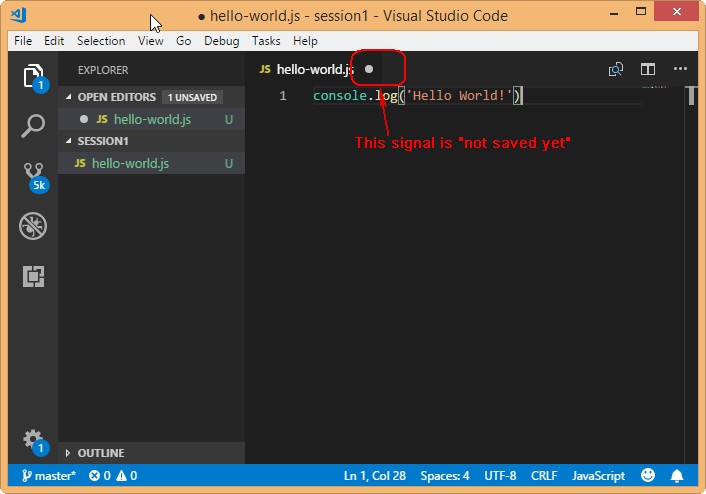 ● hello-world.js - session1 - Visual Studio Code
File Edit Selection View Go Debug Tasks Help
EXPLORER
OPEN EDITORS 1 UNSAVED
● hello-world.js U
SESSION1
JS hello-world.js U
OUTLINE
1
5k
1
JS hello-world.js ●
1 console.log('Hello World!')
This signal is "not saved yet"
master* 0 0 Ln 1, Col 28 Spaces: 4 UTF-8 CRLF JavaScript